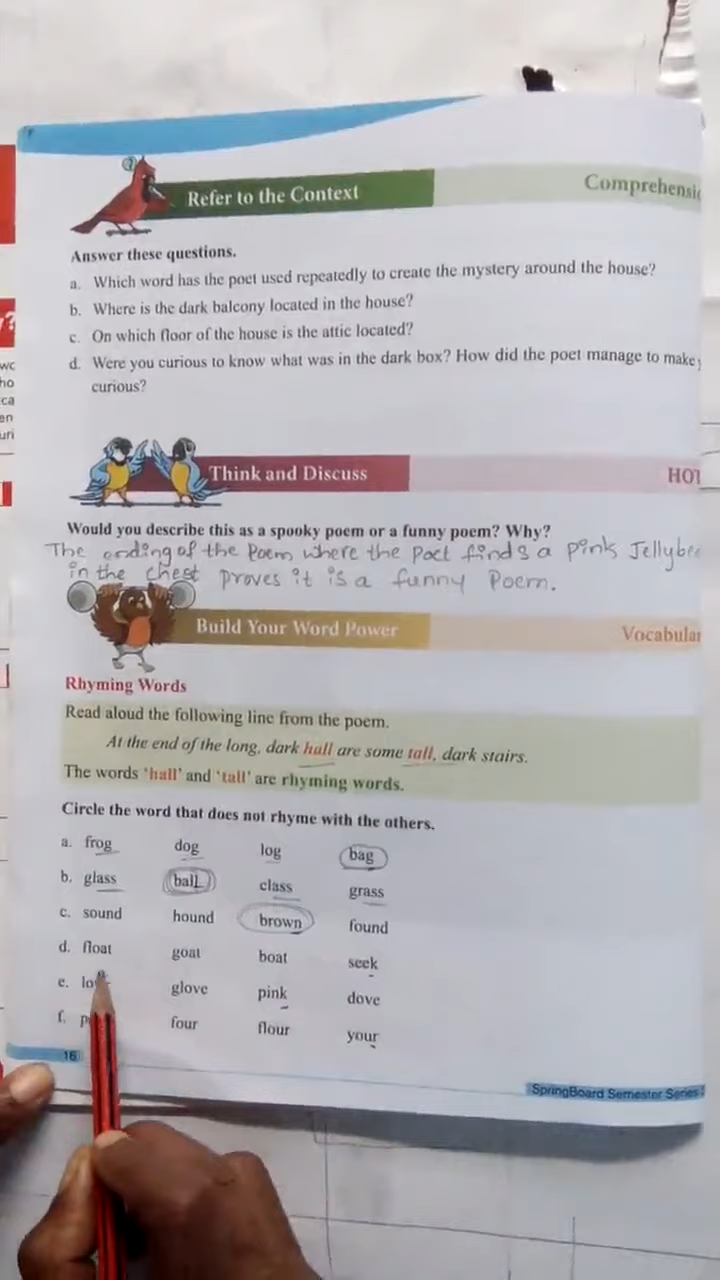 Refer to the Context
Answer these questions.
a. Which word has the poet used repeatedly to create the mystery around the house?
b. Where is the dark balcony located in the house?
c. On which floor of the house is the attic located?
d. Were you curious to know what was in the dark box? How did the poet manage to make
curious?
Think and Discuss
Would you describe this as a spooky poem or a funny poem? Why?
The ending of the Poem where the Poet finds a pink
in the chest proves it is a funny Poem.
Build Your Word Power
Rhyming Words
Read aloud the following line from the poem.
At the end of the long, dark hall are some tall, dark stairs.
The words ‘hall’ and ‘tall’ are rhyming words.
Circle the word that does not rhyme with the others.
a. frog dog log bag
b. glass ball class grass
c. sound hound brown found
d. float goat boat seek
e. glove pink dove
f. four flour your
16
SpringBoard Semester Series